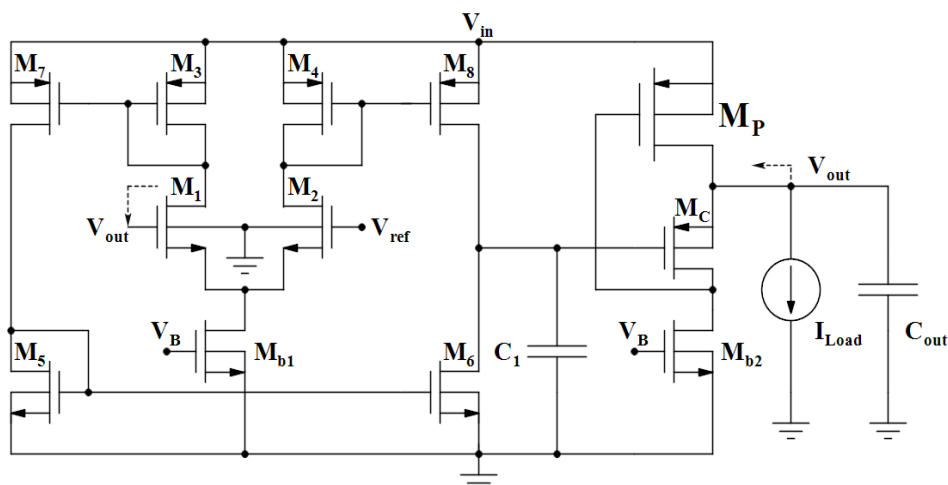 V_in
M_7
M_3
M_4
M_8
M_P
M_1
M_2
V_out
V_out
V_ref
M_C
V_B
M_b1
V_B
M_b2
M_5
M_6
C_1
I_Load
C_out